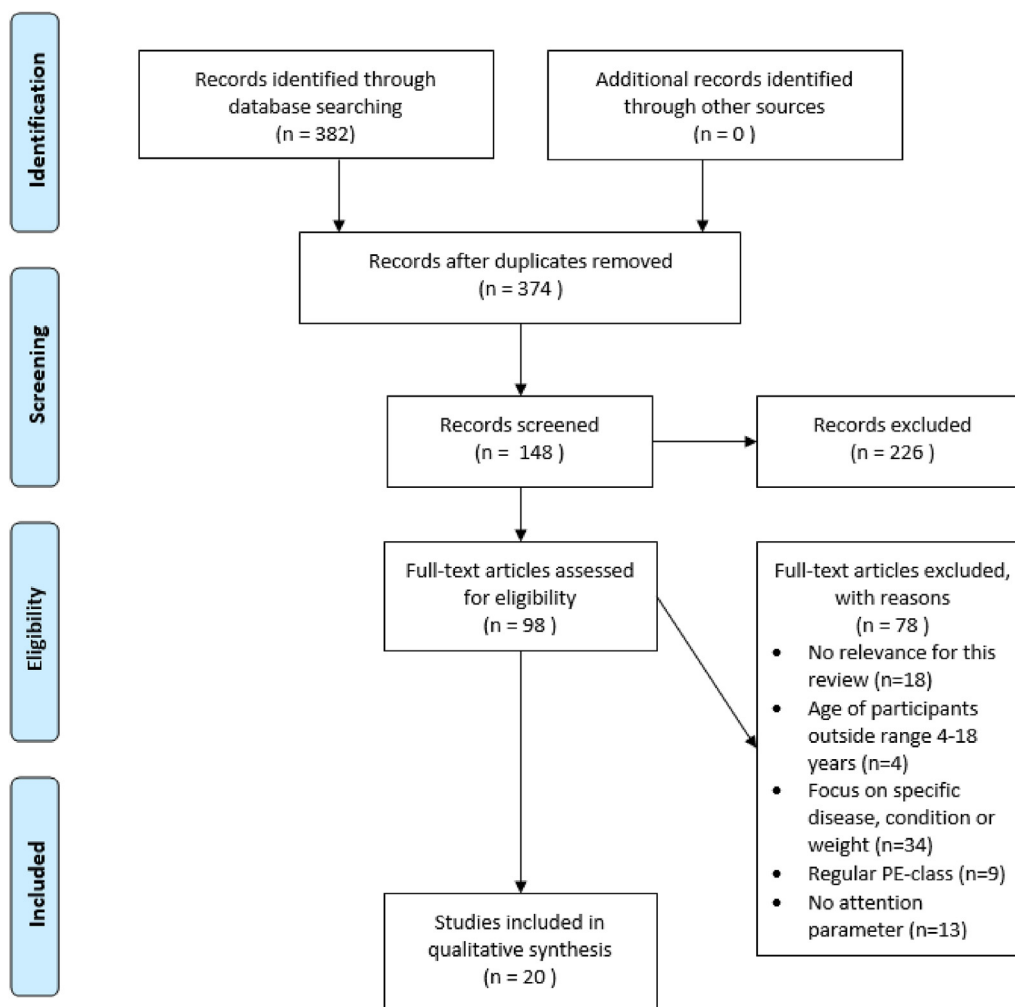 Identification
Records identified through
database searching
(n = 382)
Additional records identified
through other sources
(n = 0 )
Records after duplicates removed
(n = 374 )
Screening
Records screened
(n =  148 )
Records excluded
(n = 226 )
Eligibility
Full-text articles assessed
for eligibility
(n = 98 )
Full-text articles excluded,
with reasons
(n = 78 )
• No relevance for this
review (n=18)
• Age of participants
outside range 4-18
years (n=4)
• Focus on specific
disease, condition or
weight (n=34)
• Regular PE-class (n=9)
• No attention
parameter (n=13)
Included
Studies included in
qualitative synthesis
(n = 20 )